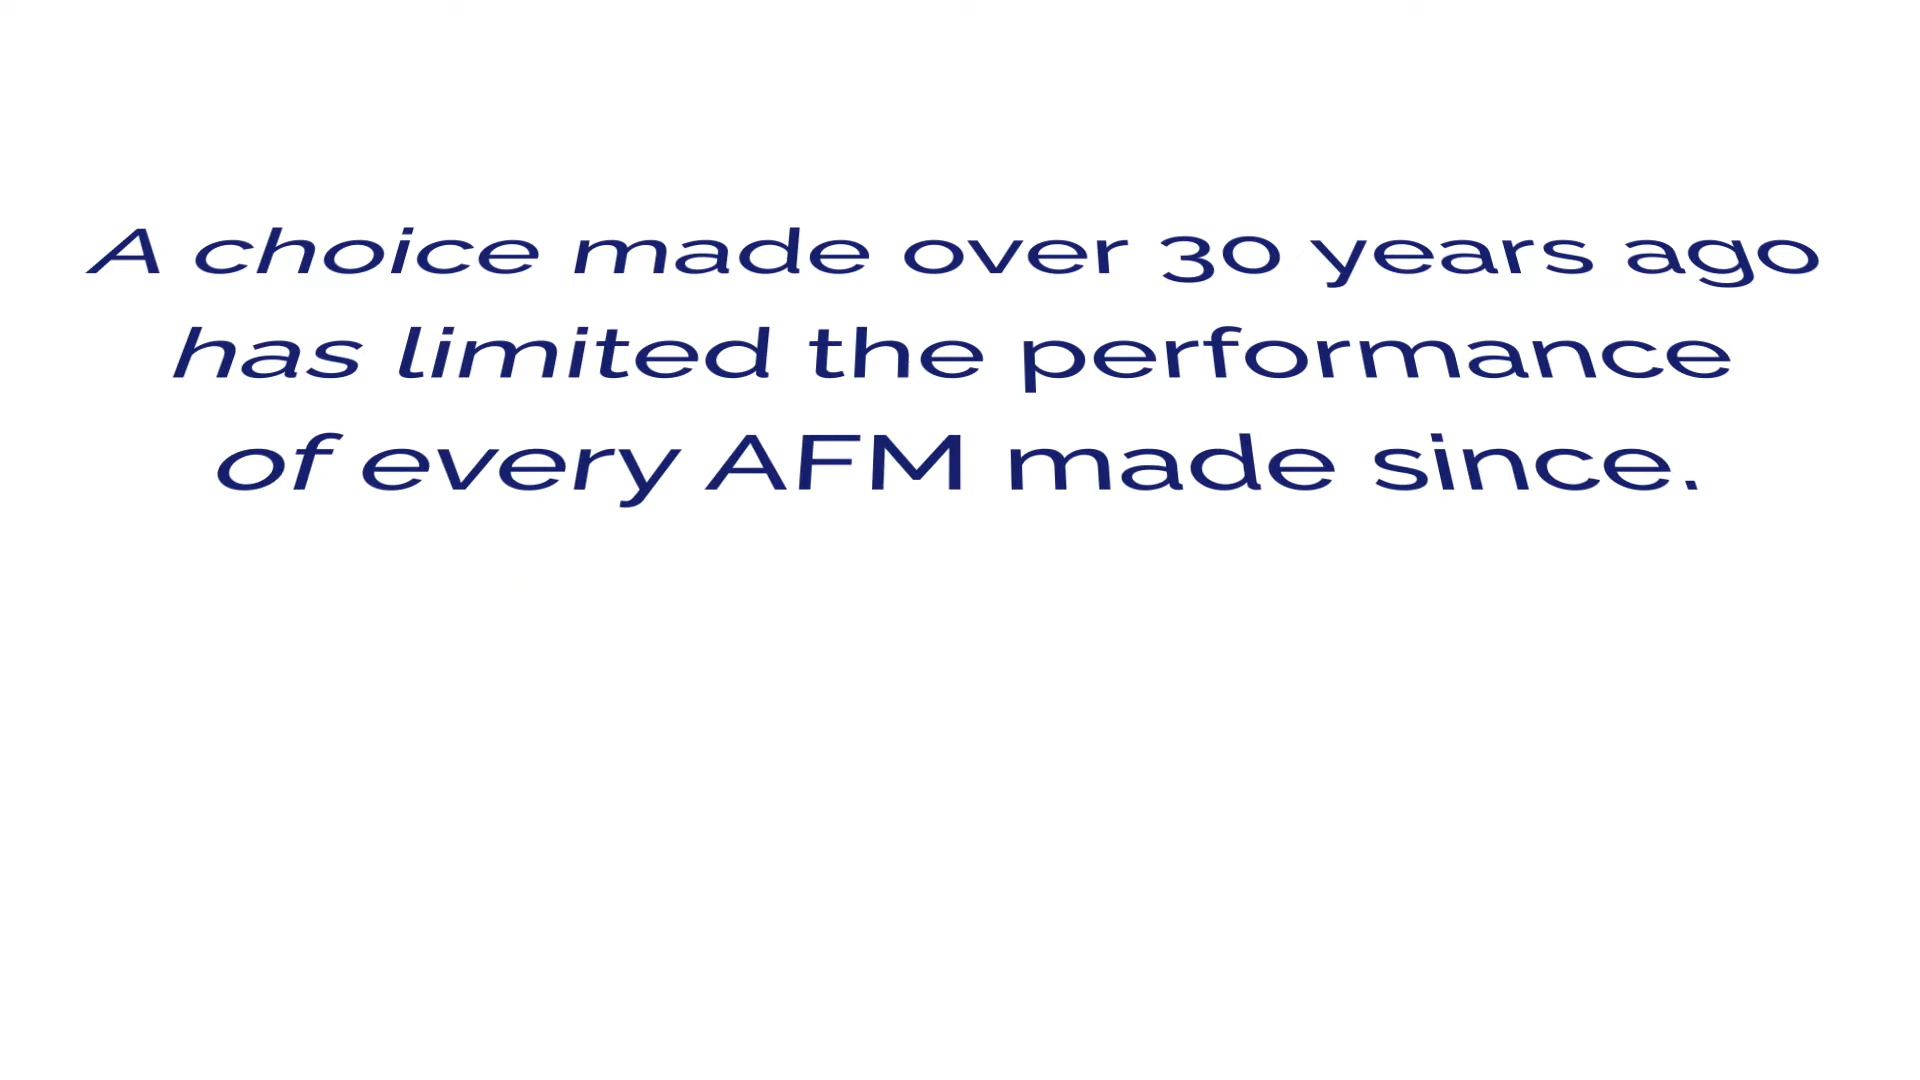 A choice made over 30 years ago
has limited the performance
of every AFM made since.